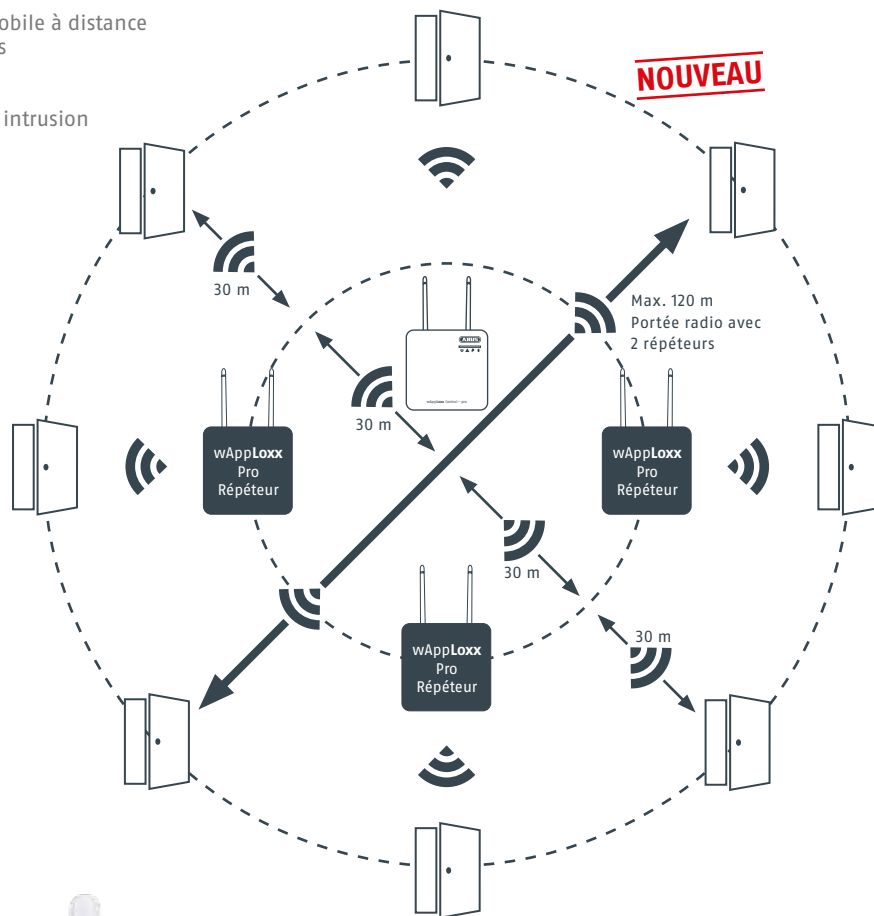 obile à distance
s
intrusion
NOUVEAU
30 m
Max. 120 m
Portée radio avec
2 répéteurs
ABUS
30 m
wAppLoxx
Pro
Répéteur
wAppLoxx
Pro
Répéteur
30 m
wAppLoxx
Pro
Répéteur
30 m